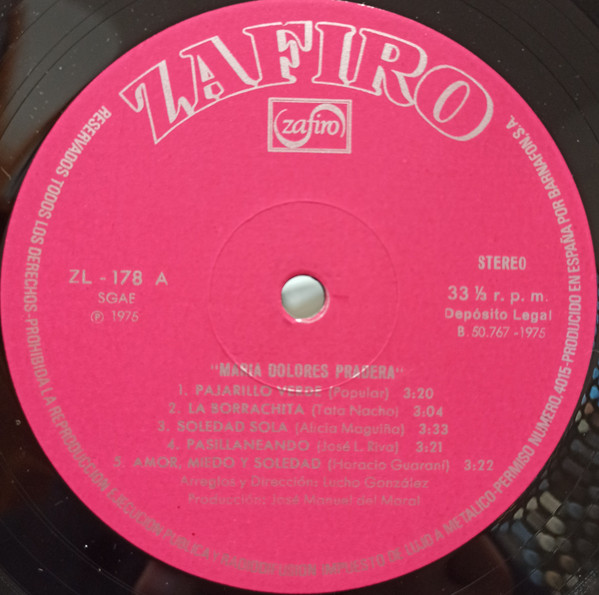 ZAFIRO
zafiro
ZL - 178 A
SGAE
Ⓟ 1975
STEREO
33 ⅓ r. p. m.
Depósito Legal
B. 50.767 -1975
"MARIA DOLORES PRADERA"
1. PAJARILLO VERDE (Popular) 3:20
2. LA BORRACHITA (Tata Nacho) 3:04
3. SOLEDAD SOLA (Alicia Maguiña) 3:33
4. PASILLANEANDO (José L. Riva) 3:21
5. AMOR, MIEDO Y SOLEDAD (Horacio Guaraní) 3:22
Arreglos y Dirección: Lucho González
Producción: José Manuel del Moral
RESERVADOS TODOS LOS DERECHOS-PROHIBIDA LA REPRODUCCION EJECUCION PUBLICA Y RADIODIFUSION IMPUESTO DE LUJO A METALICO-PERMISO NUMERO. 4015-PRODUCIDO EN ESPAÑA POR BARNAFON, S.A.